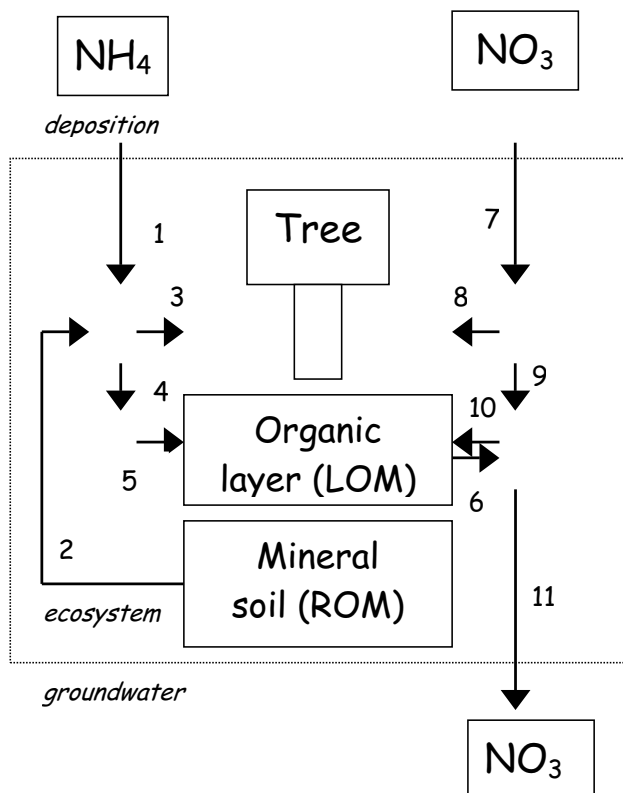 NH₄
NO₃
deposition
Tree
1
7
3
8
4
9
10
Organic
layer (LOM)
5
6
2
Mineral
soil (ROM)
11
ecosystem
groundwater
NO₃